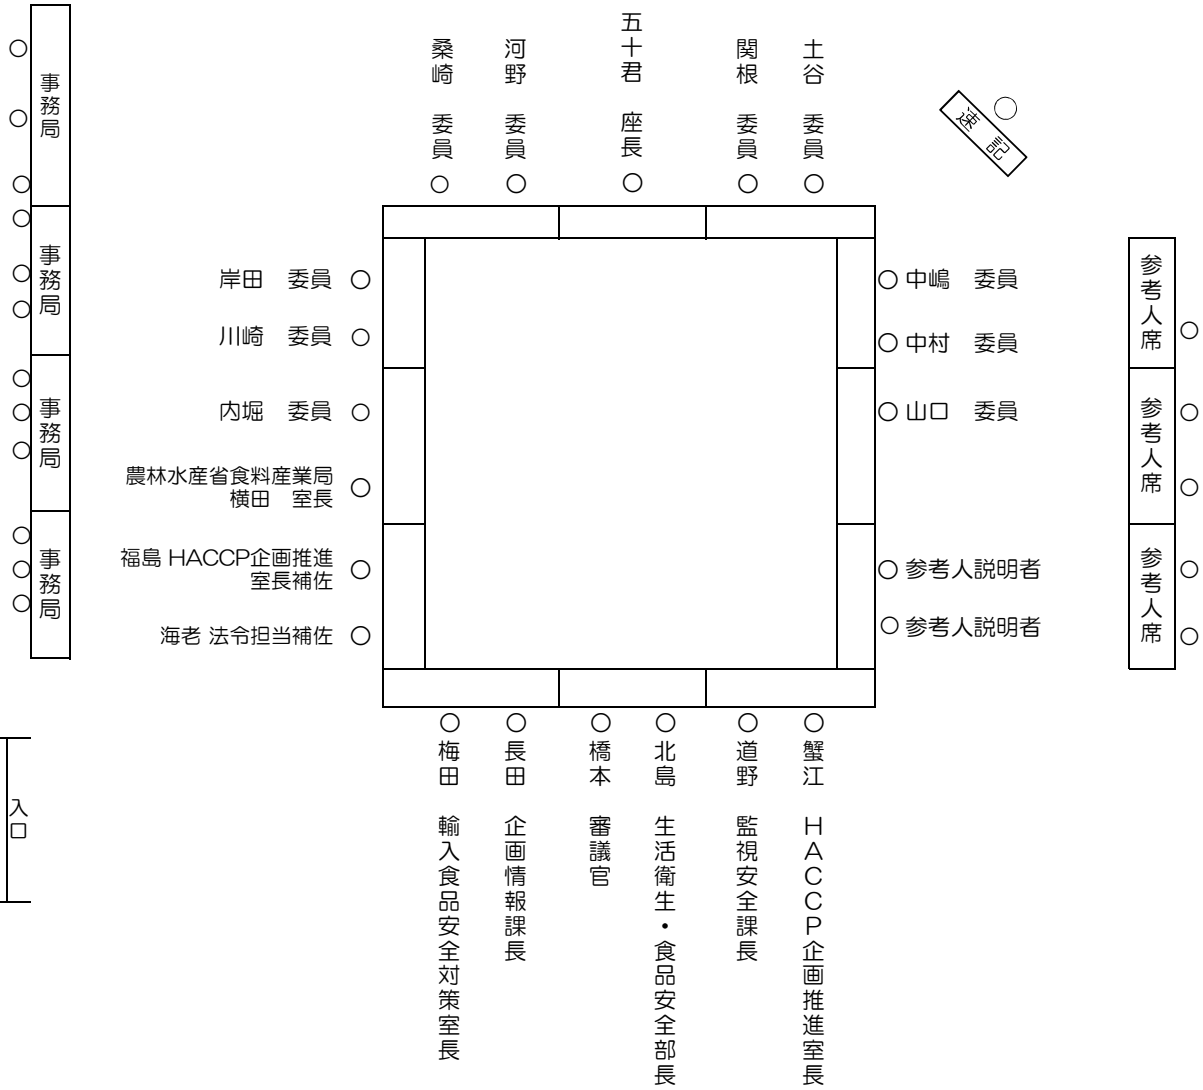 事務局
事務局
事務局
事務局
桑崎　委員
河野　委員
五十君　座長
関根　委員
土谷　委員
速記
岸田　委員
川崎　委員
内堀　委員
農林水産省食料産業局
横田　室長
福島 HACCP企画推進
室長補佐
海老 法令担当補佐
中嶋　委員
中村　委員
山口　委員
参考人説明者
参考人説明者
参考人席
参考人席
参考人席
梅田　輸入食品安全対策室長
長田　企画情報課長
橋本　審議官
北島　生活衛生・食品安全部長
道野　監視安全課長
蟹江　HACCP企画推進室長
入口